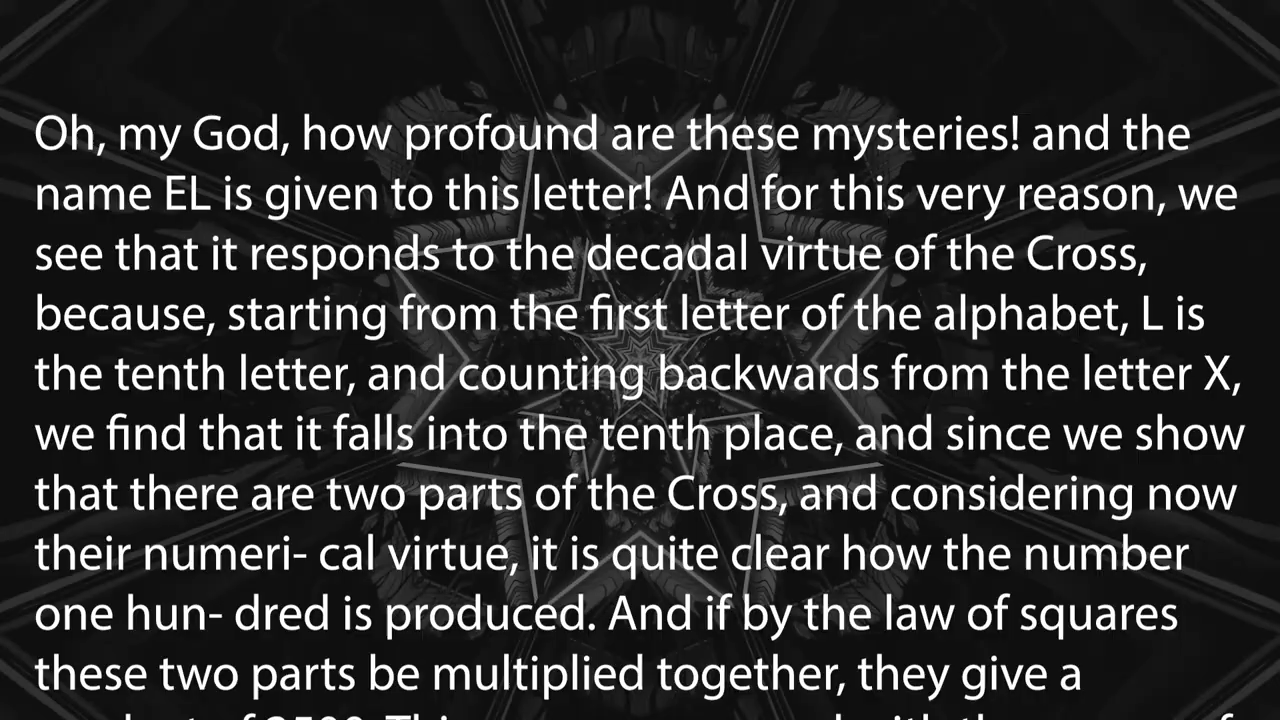 Oh, my God, how profound are these mysteries! and the
name EL is given to this letter! And for this very reason, we
see that it responds to the decadal virtue of the Cross,
because, starting from the first letter of the alphabet, L is
the tenth letter, and counting backwards from the letter X,
we find that it falls into the tenth place, and since we show
that there are two parts of the Cross, and considering now
their numeri- cal virtue, it is quite clear how the number
one hun- dred is produced. And if by the law of squares
these two parts be multiplied together, they give a